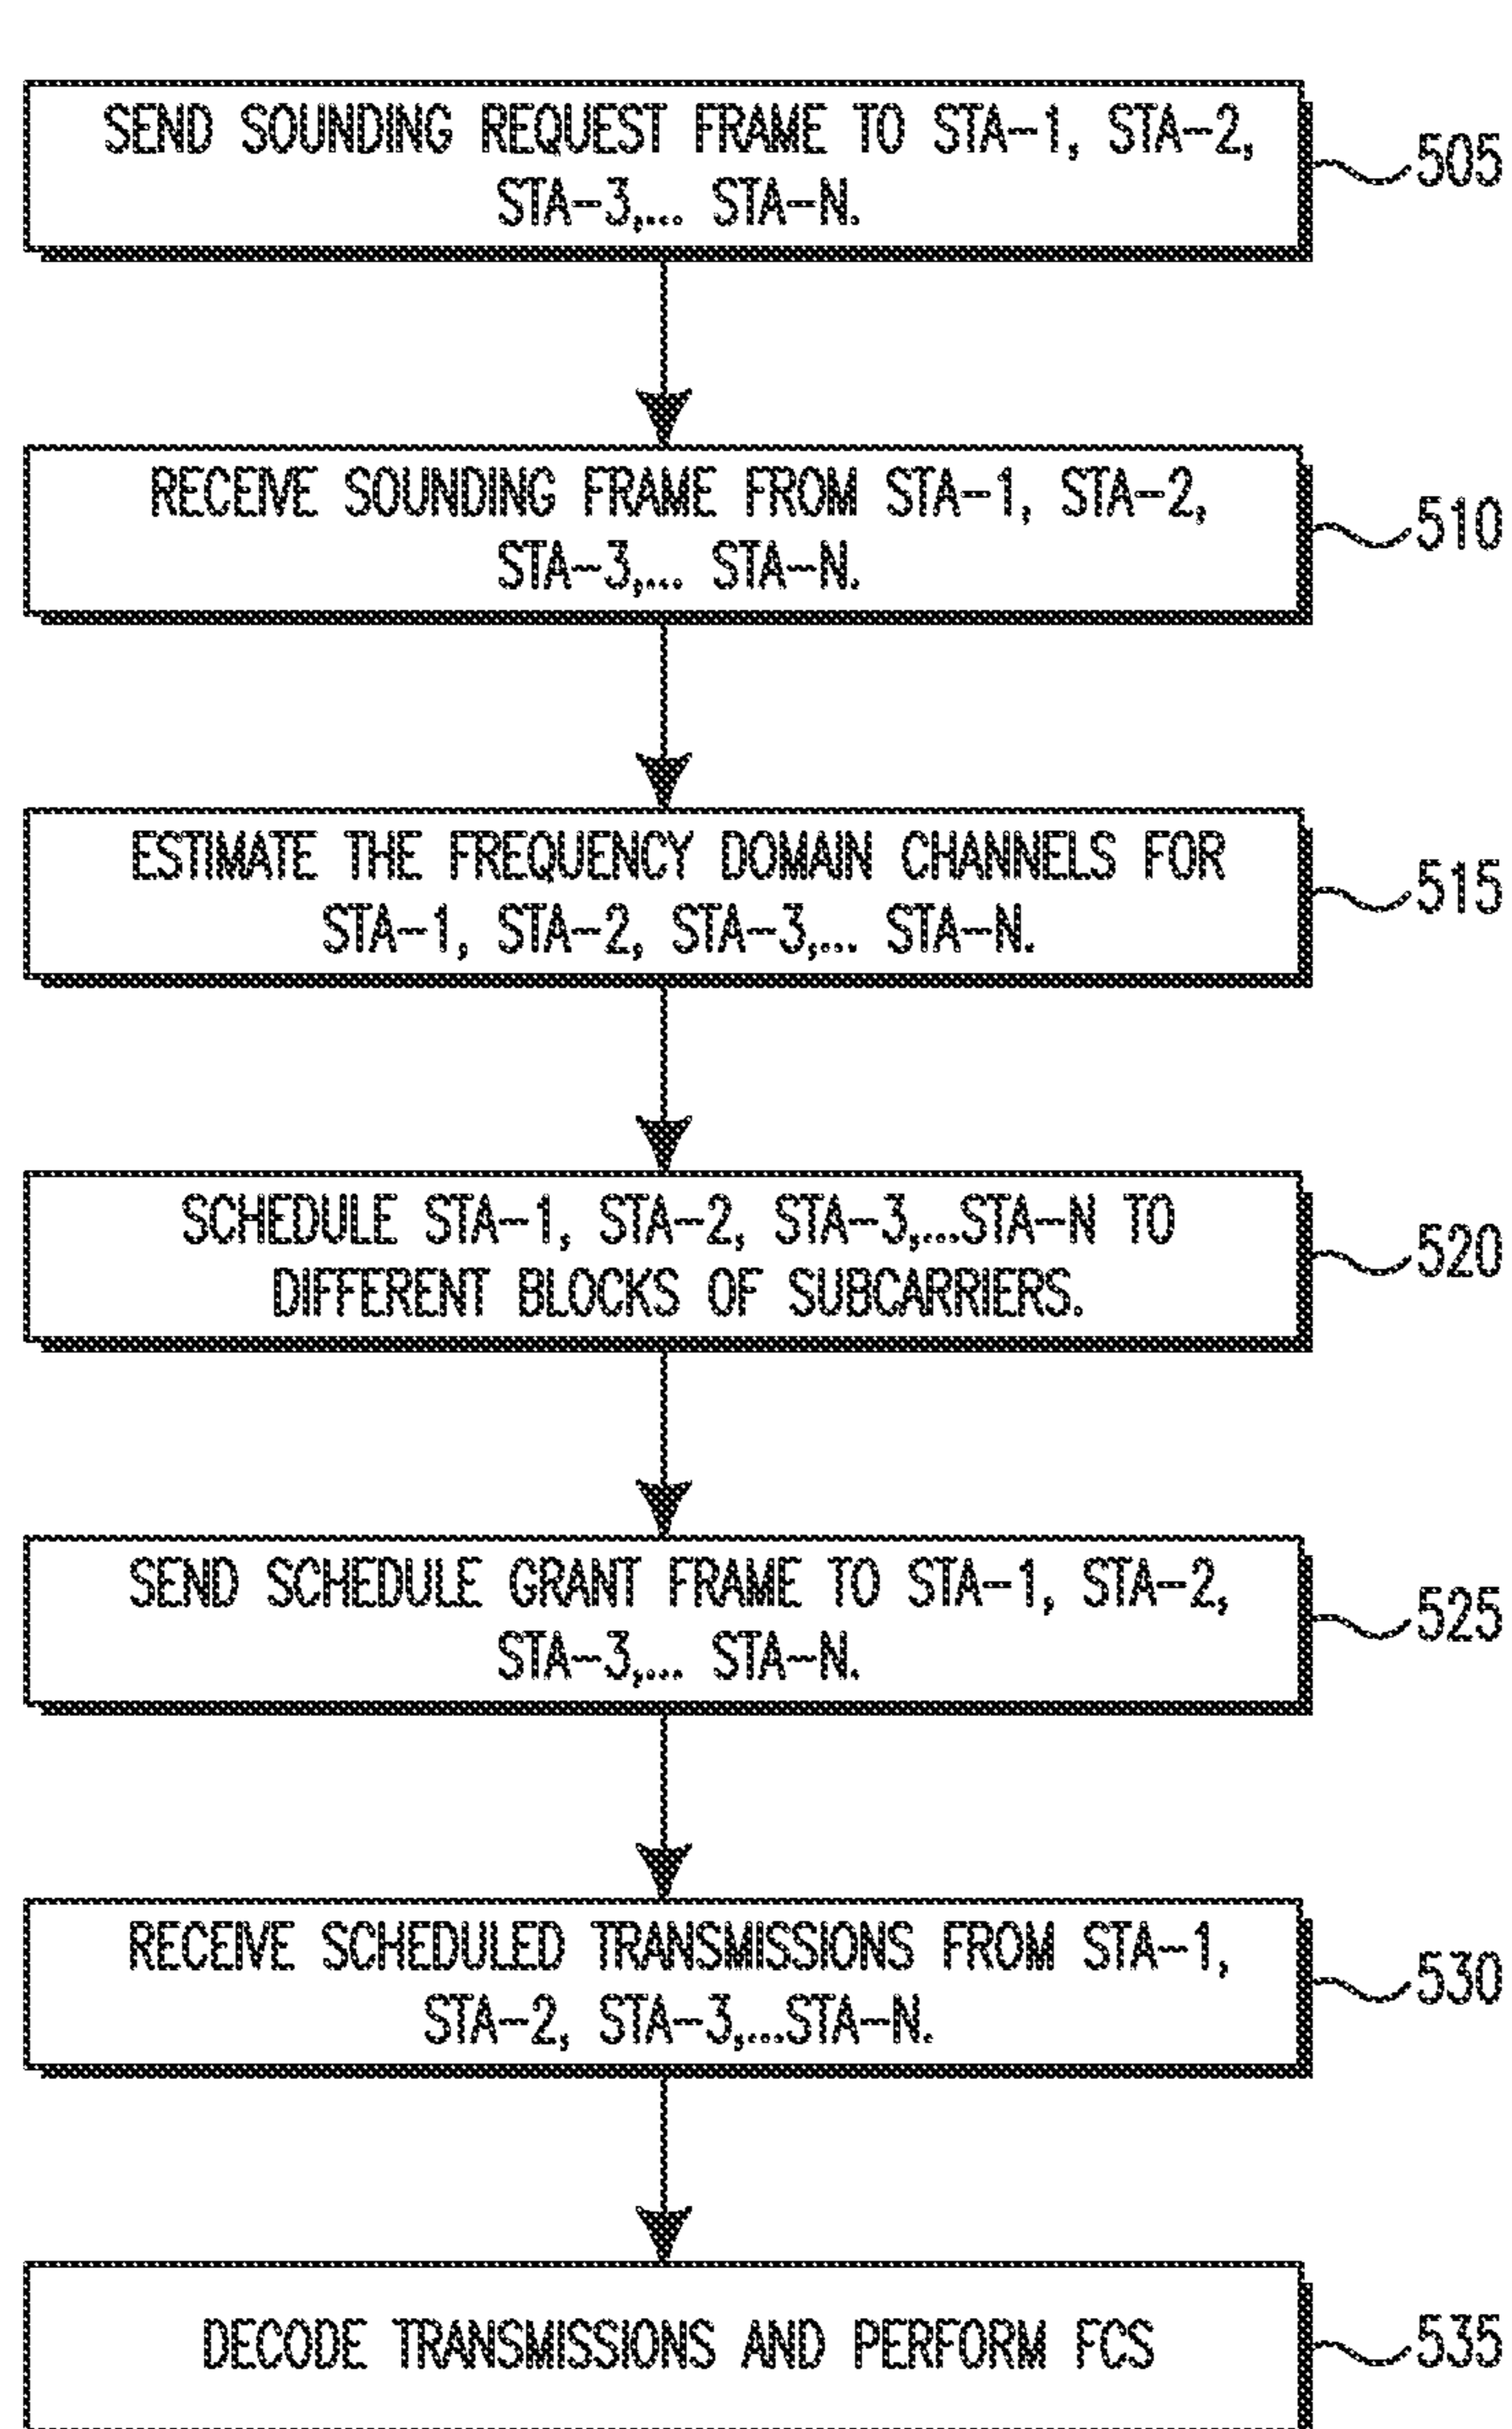 SEND SOUNDING REQUEST FRAME TO STA-1, STA-2,
STA-3,... STA-N.
505
RECEIVE SOUNDING FRAME FROM STA-1, STA-2,
STA-3,... STA-N.
510
ESTIMATE THE FREQUENCY DOMAIN CHANNELS FOR
STA-1, STA-2, STA-3,... STA-N.
515
SCHEDULE STA-1, STA-2, STA-3,...STA-N TO
DIFFERENT BLOCKS OF SUBCARRIERS.
520
SEND SCHEDULE GRANT FRAME TO STA-1, STA-2,
STA-3,... STA-N.
525
RECEIVE SCHEDULED TRANSMISSIONS FROM STA-1,
STA-2, STA-3,...STA-N.
530
DECODE TRANSMISSIONS AND PERFORM FCS
535